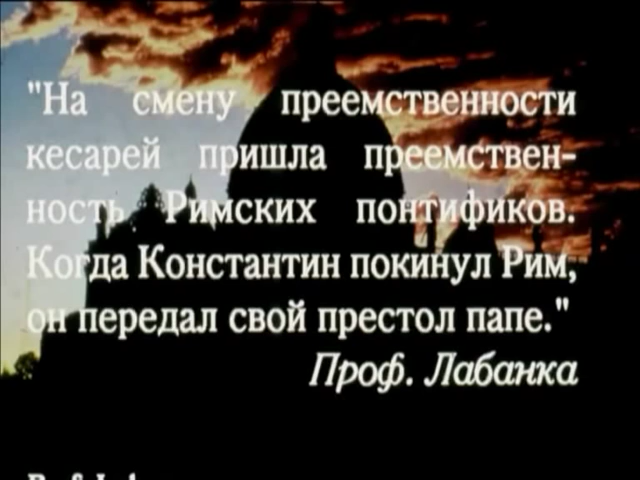 "На смену преемственности
кесарей пришла преемствен-
ность Римских понтификов.
Когда Константин покинул Рим,
он передал свой престол папе."
Проф. Лабанка